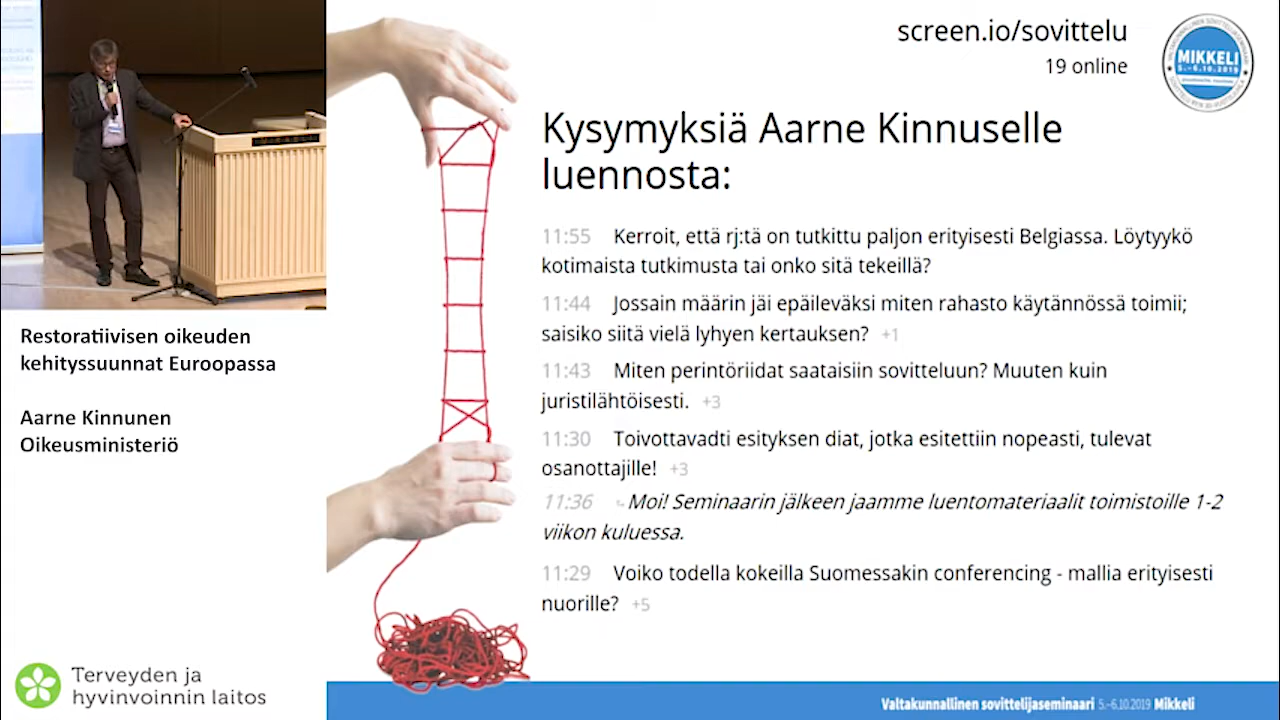 screen.io/sovittelu
19 online
MIKKELI
5.-6.10.2019
Kysymyksiä Aarne Kinnuselle
luennosta:
11:55 Kerroit, että rj:tä on tutkittu paljon erityisesti Belgiassa. Löytyykö
kotimaista tutkimusta tai onko sitä tekeillä?
11:44 Jossain määrin jäi epäileväksi miten rahasto käytännössä toimii;
saisiko siitä vielä lyhyen kertauksen? +1
11:43 Miten perintöriidat saataisiin sovitteluun? Muuten kuin
juristilähtöisesti. +3
11:30 Toivottavadti esityksen diat, jotka esitettiin nopeasti, tulevat
osanottajille! +3
11:36 Moi! Seminaarin jälkeen jaamme luentomateriaalit toimistoille 1-2
viikon kuluessa.
11:29 Voiko todella kokeilla Suomessakin conferencing - mallia erityisesti
nuorille? +5
Restoratiivisen oikeuden
kehityssuunnat Euroopassa
Aarne Kinnunen
Oikeusministeriö
Terveyden ja
hyvinvoinnin laitos
Valtakunnallinen sovittelijaseminaari 5.-6.10.2019 Mikkeli